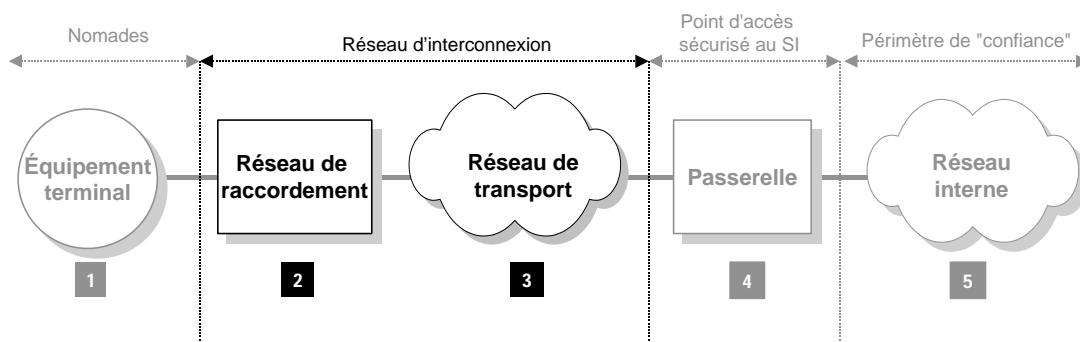 Nomades
Réseau d'interconnexion
Point d'accès
sécurisé au SI
Périmètre de "confiance"
Équipement
terminal
Réseau de
raccordement
Réseau de
transport
Passerelle
Réseau
interne
1
2
3
4
5